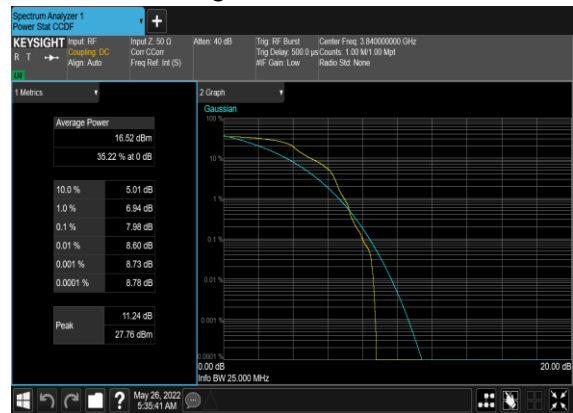 Spectrum Analyzer 1
Power Stat CCDF
+
KEYSIGHT
R T
LXI
Input: RF
Coupling: DC
Align: Auto
Input Z: 50 Ω
Corr CCorr
Freq Ref: Int (S)
Atten: 40 dB
Trig: RF Burst
Trig Delay: 500.0 µs
#IF Gain: Low
Center Freq: 3.840000000 GHz
Counts: 1.00 M/1.00 Mpt
Radio Std: None
1 Metrics
Average Power
16.52 dBm
35.22 % at 0 dB
10.0 % 5.01 dB
1.0 % 6.94 dB
0.1 % 7.98 dB
0.01 % 8.60 dB
0.001 % 8.73 dB
0.0001 % 8.78 dB
Peak
11.24 dB
27.76 dBm
2 Graph
Gaussian
100 %
10 %
1 %
0.1 %
0.01 %
0.001 %
0.0001 %
0.00 dB 20.00 dB
Info BW 25.000 MHz
?
May 26, 2022
5:35:41 AM